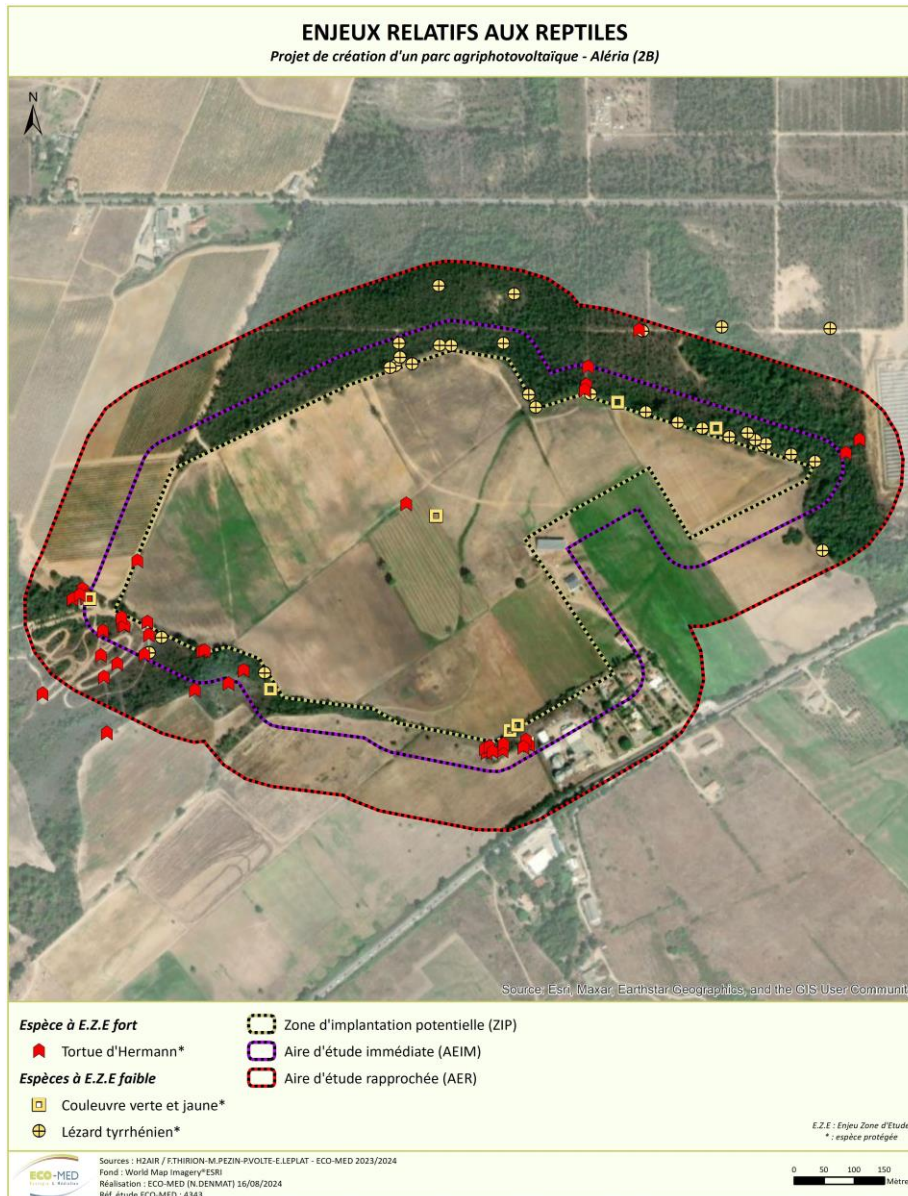 ENJEUX RELATIFS AUX REPTILES
Projet de création d'un parc agriphotovoltaïque - Aléria (2B)
N
Source: Esri, Maxar, Earthstar Geographics, and the GIS User Communit
Espèce à E.Z.E fort
Tortue d'Hermann*
Espèces à E.Z.E faible
Couleuvre verte et jaune*
Lézard tyrrhénien*
Zone d'implantation potentielle (ZIP)
Aire d'étude immédiate (AEIM)
Aire d'étude rapprochée (AER)
E.Z.E : Enjeu Zone d'Etude
* : espèce protégée
ECO-MED
Ecologie & Médiation
Sources : H2AIR / F.THIRION-M.PEZIN-P.VOLTE-E.LEPLAT - ECO-MED 2023/2024
Fond : World Map Imagery*ESRI
Réalisation : ECO-MED (N.DENMAT) 16/08/2024
Réf. étude ECO-MED : 4343
0 50 100 150
Mètre